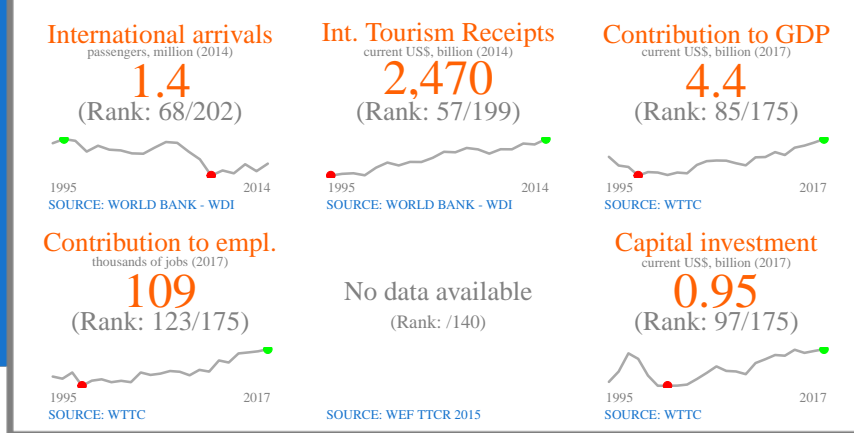 International arrivals
passengers, million (2014)
1.4
(Rank: 68/202)
1995 2014
SOURCE: WORLD BANK - WDI
Int. Tourism Receipts
current US$, billion (2014)
2,470
(Rank: 57/199)
1995 2014
SOURCE: WORLD BANK - WDI
Contribution to GDP
current US$, billion (2017)
4.4
(Rank: 85/175)
1995 2017
SOURCE: WTTC
Contribution to empl.
thousands of jobs (2017)
109
(Rank: 123/175)
1995 2017
SOURCE: WTTC
No data available
(Rank: /140)
SOURCE: WEF TTCR 2015
Capital investment
current US$, billion (2017)
0.95
(Rank: 97/175)
1995 2017
SOURCE: WTTC